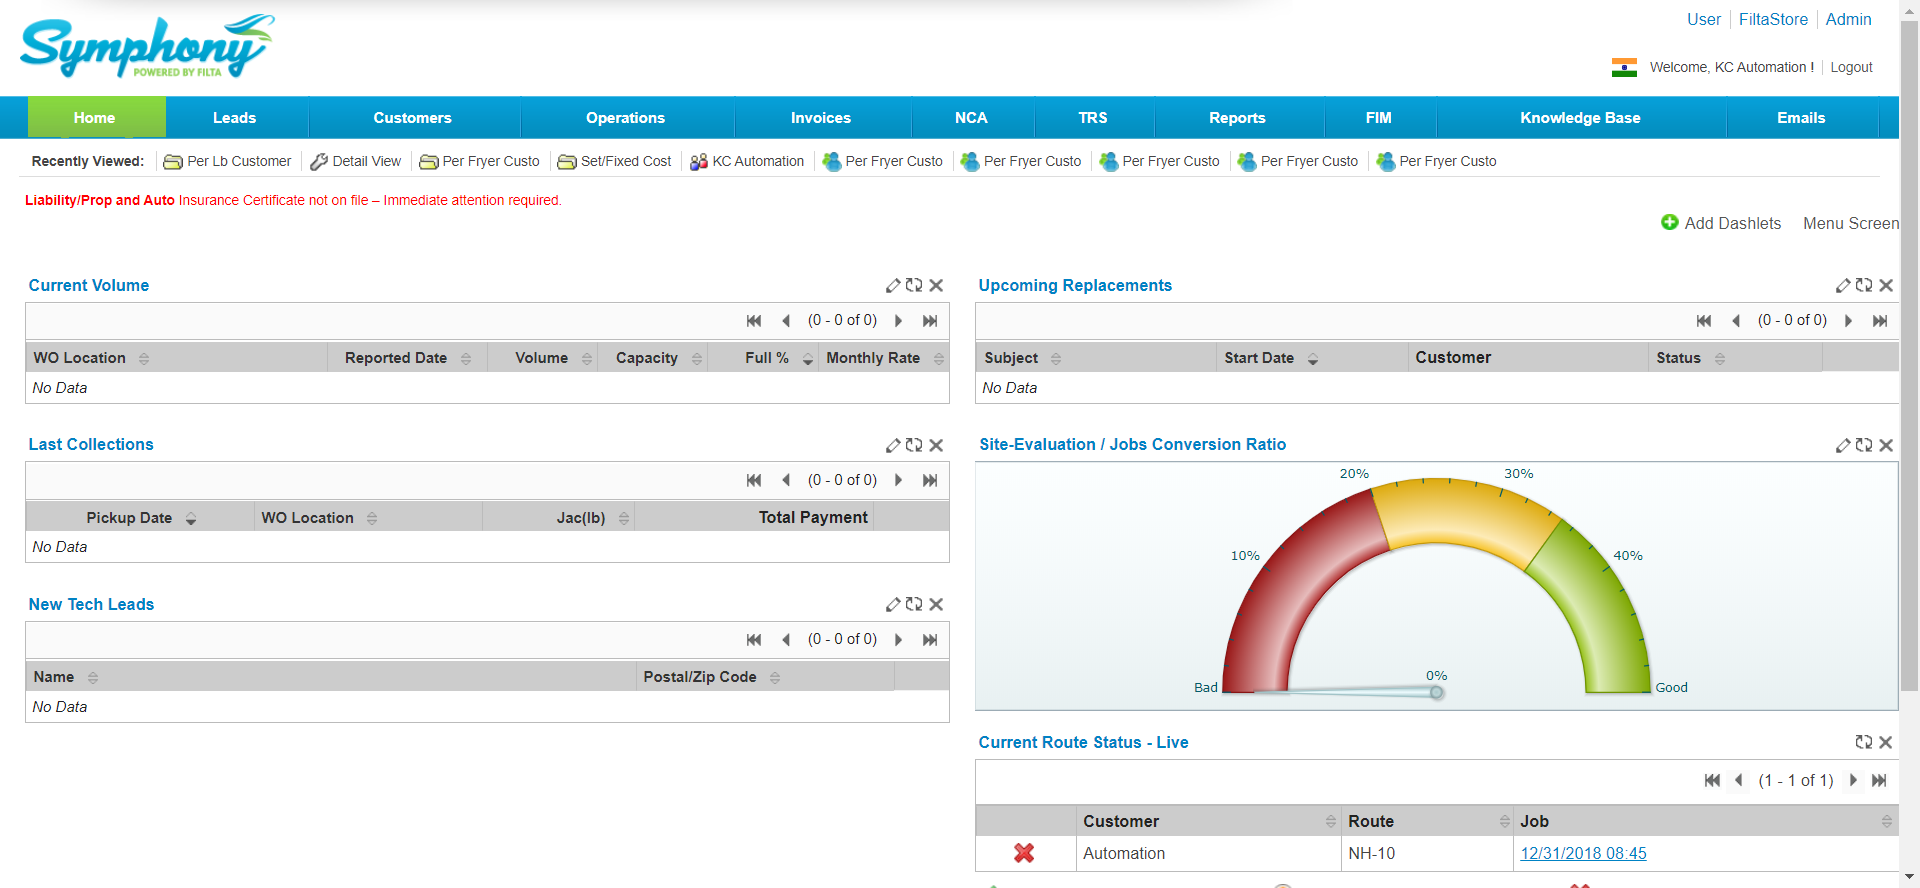 Symphony
POWERED BY FILTA
User FiltaStore Admin
Welcome, KC Automation ! Logout
Home Leads Customers Operations Invoices NCA TRS Reports FIM Knowledge Base Emails
Recently Viewed: Per Lb Customer Detail View Per Fryer Custo Set/Fixed Cost KC Automation Per Fryer Custo Per Fryer Custo Per Fryer Custo Per Fryer Custo Per Fryer Custo
Liability/Prop and Auto Insurance Certificate not on file – Immediate attention required.
Add Dashlets Menu Screen
Current Volume
(0 - 0 of 0)
WO Location Reported Date Volume Capacity Full % Monthly Rate
No Data
Last Collections
(0 - 0 of 0)
Pickup Date WO Location Jac(lb) Total Payment
No Data
New Tech Leads
(0 - 0 of 0)
Name Postal/Zip Code
No Data
Upcoming Replacements
(0 - 0 of 0)
Subject Start Date Customer Status
No Data
Site-Evaluation / Jobs Conversion Ratio
20% 30%
10% 40%
0%
Bad Good
Current Route Status - Live
(1 - 1 of 1)
Customer Route Job
Automation NH-10 12/31/2018 08:45